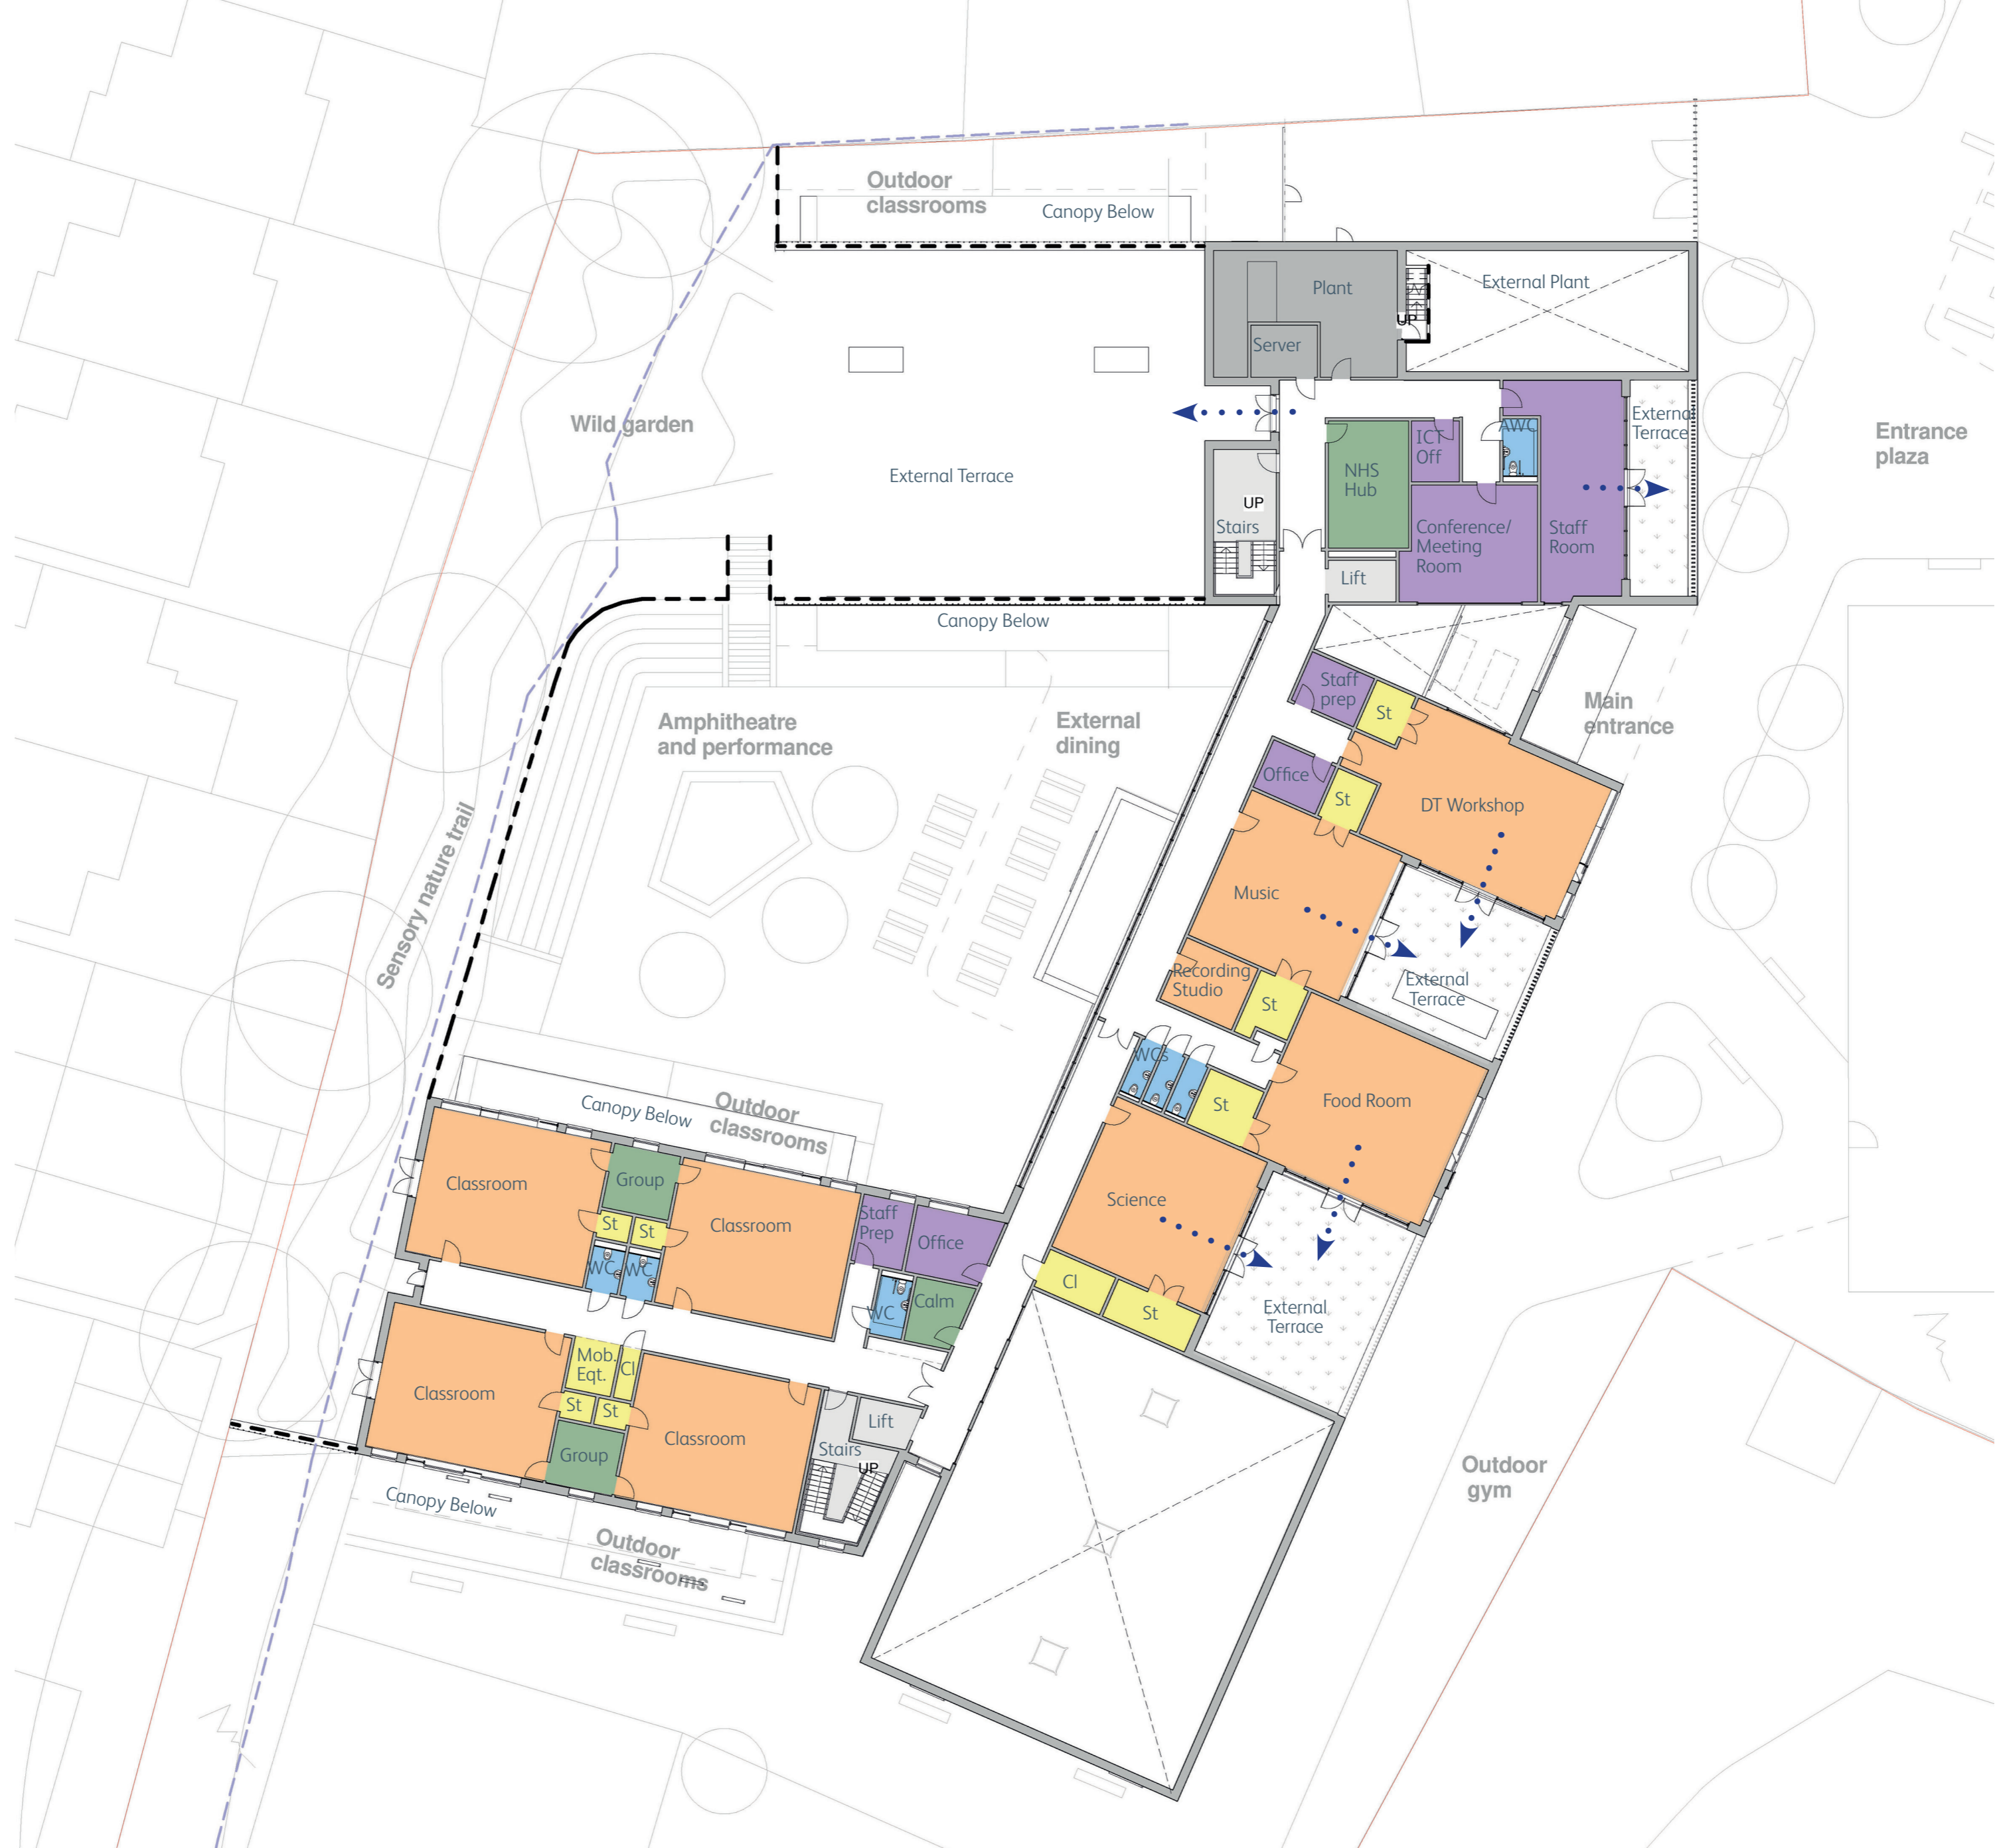 Outdoor
classrooms
Canopy Below
Plant
External Plant
UP
Server
Wild garden
External Terrace
External
Terrace
Entrance
plaza
AWC
ICT
Off
NHS
Hub
UP
Stairs
Conference/
Meeting
Room
Staff
Room
Lift
Canopy Below
Staff
prep
St
Main
entrance
Amphitheatre
and performance
External
dining
Office
St
DT Workshop
Music
Sensory nature trail
Recording
Studio
St
External
Terrace
WCs
St
Food Room
Canopy Below
Outdoor
classrooms
Classroom
Group
St
St
WC
WC
Classroom
Staff
Prep
Office
WC
Calm
Science
Cl
St
External
Terrace
Classroom
Mob.
Eqt.
Cl
St
St
Group
Classroom
Lift
Stairs
UP
Canopy Below
Outdoor
classrooms
Outdoor
gym